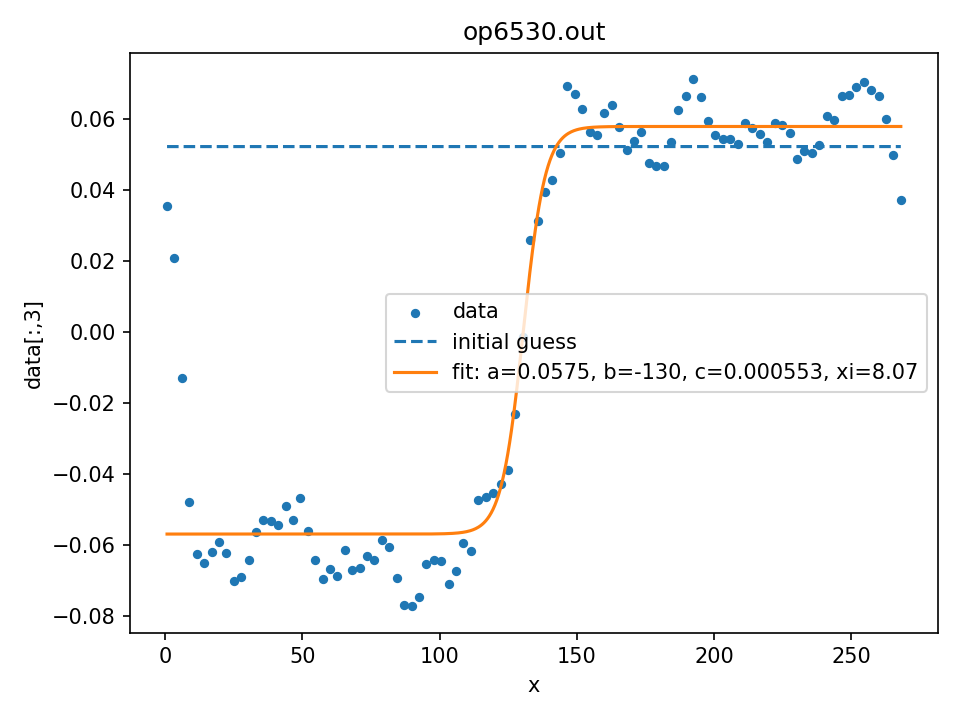 op6530.out
0.06
0.04
0.02
0.00
−0.02
−0.04
−0.06
−0.08
data[:,3]
data
initial guess
fit: a=0.0575, b=-130, c=0.000553, xi=8.07
0 50 100 150 200 250
x